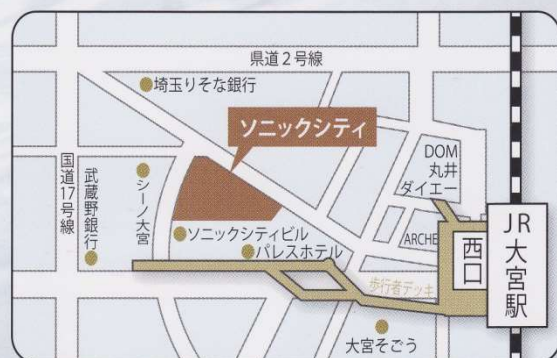 県道2号線
埼玉りそな銀行
ソニックシティ
国道17号線
武蔵野銀行
シーノ大宮
ソニックシティビル
パレスホテル
DOM
丸井
ダイエー
ARCHE
西口
JR
大宮駅
歩行者デッキ
大宮そごう